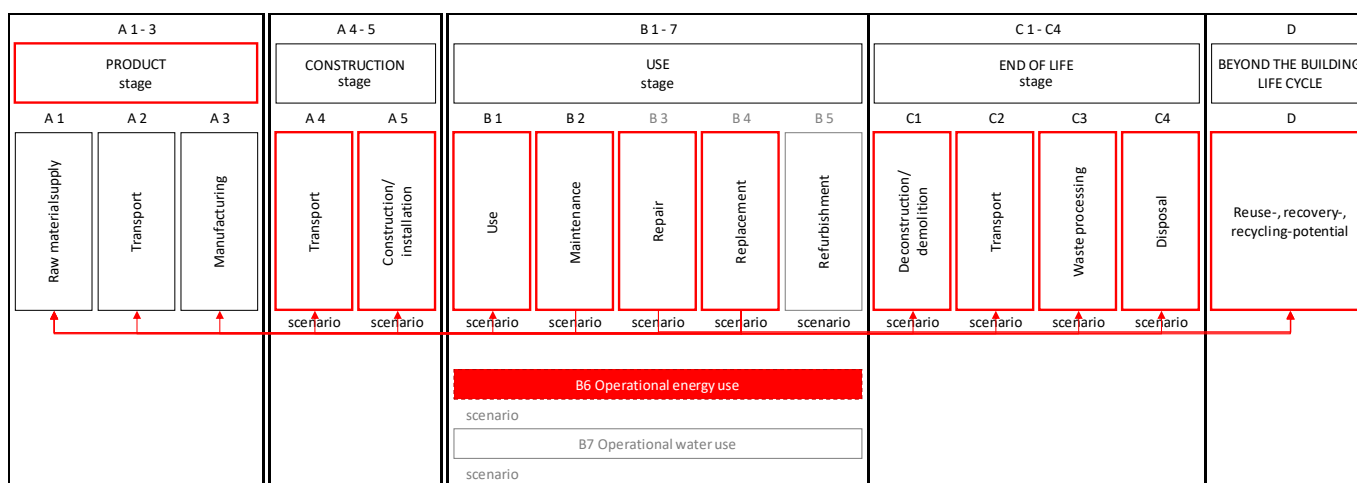 A 1 - 3
A 4 - 5
B 1 - 7
C 1 - C4
D
PRODUCT
stage
CONSTRUCTION
stage
USE
stage
END OF LIFE
stage
BEYOND THE BUILDING
LIFE CYCLE
A 1
A 2
A 3
A 4
A 5
B 1
B 2
B 3
B 4
B 5
C1
C2
C3
C4
D
Raw material supply
Transport
Manufacturing
Transport
Construction/
installation
Use
Maintenance
Repair
Replacement
Refurbishment
Deconstruction/
demolition
Transport
Waste processing
Disposal
Reuse-, recovery-,
recycling-potential
scenario
scenario
scenario
scenario
scenario
scenario
scenario
scenario
scenario
scenario
scenario
B6 Operational energy use
scenario
B7 Operational water use
scenario